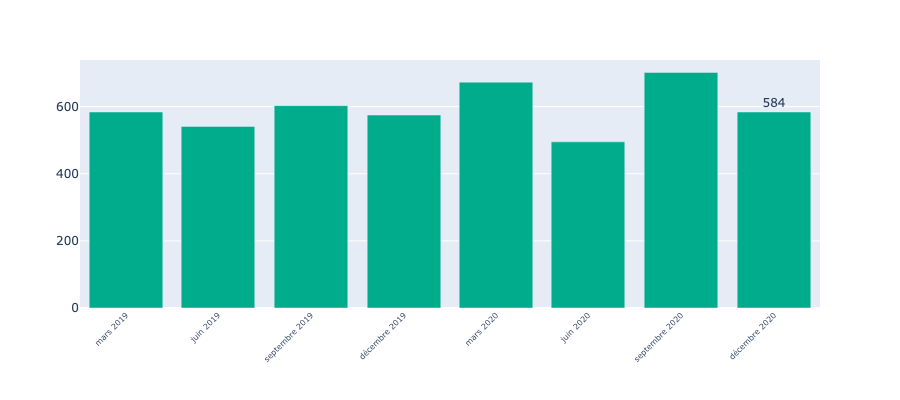 584
600
400
200
0
mars 2019
juin 2019
septembre 2019
décembre 2019
mars 2020
juin 2020
septembre 2020
décembre 2020